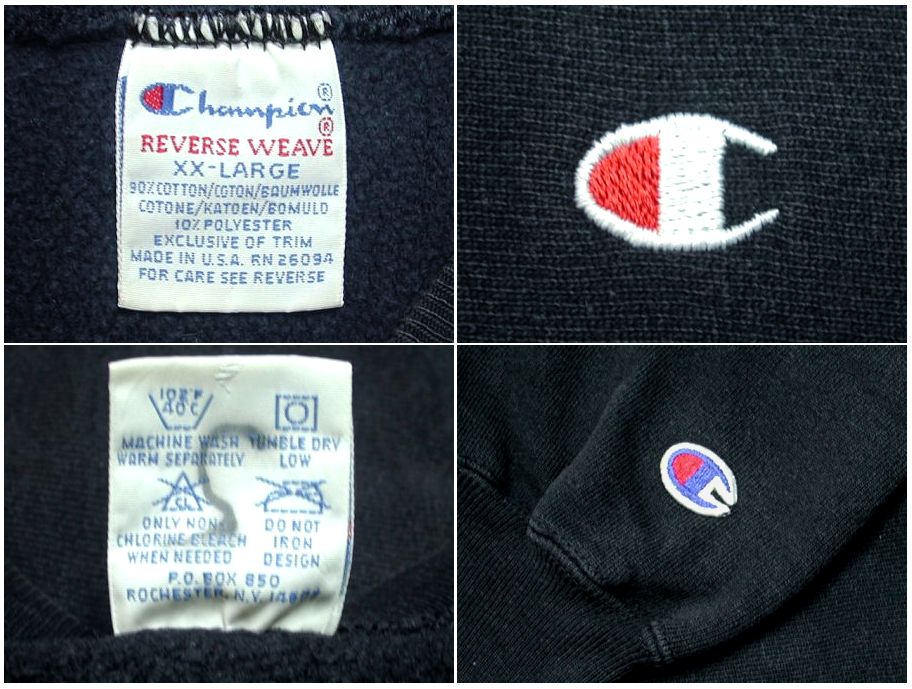 Champion®
®
REVERSE WEAVE
XX-LARGE
90% COTTON/COTON/BAUMWOLLE
COTONE/KATOEN/BOMULD
10% POLYESTER
EXCLUSIVE OF TRIM
MADE IN U.S.A. RN 26094
FOR CARE SEE REVERSE
102°F
40°C
MACHINE WASH TUMBLE DRY
WARM SEPARATELY LOW
CL
ONLY NON- DO NOT
CHLORINE BLEACH IRON
WHEN NEEDED DESIGN
P.O. BOX 850
ROCHESTER, N.Y.